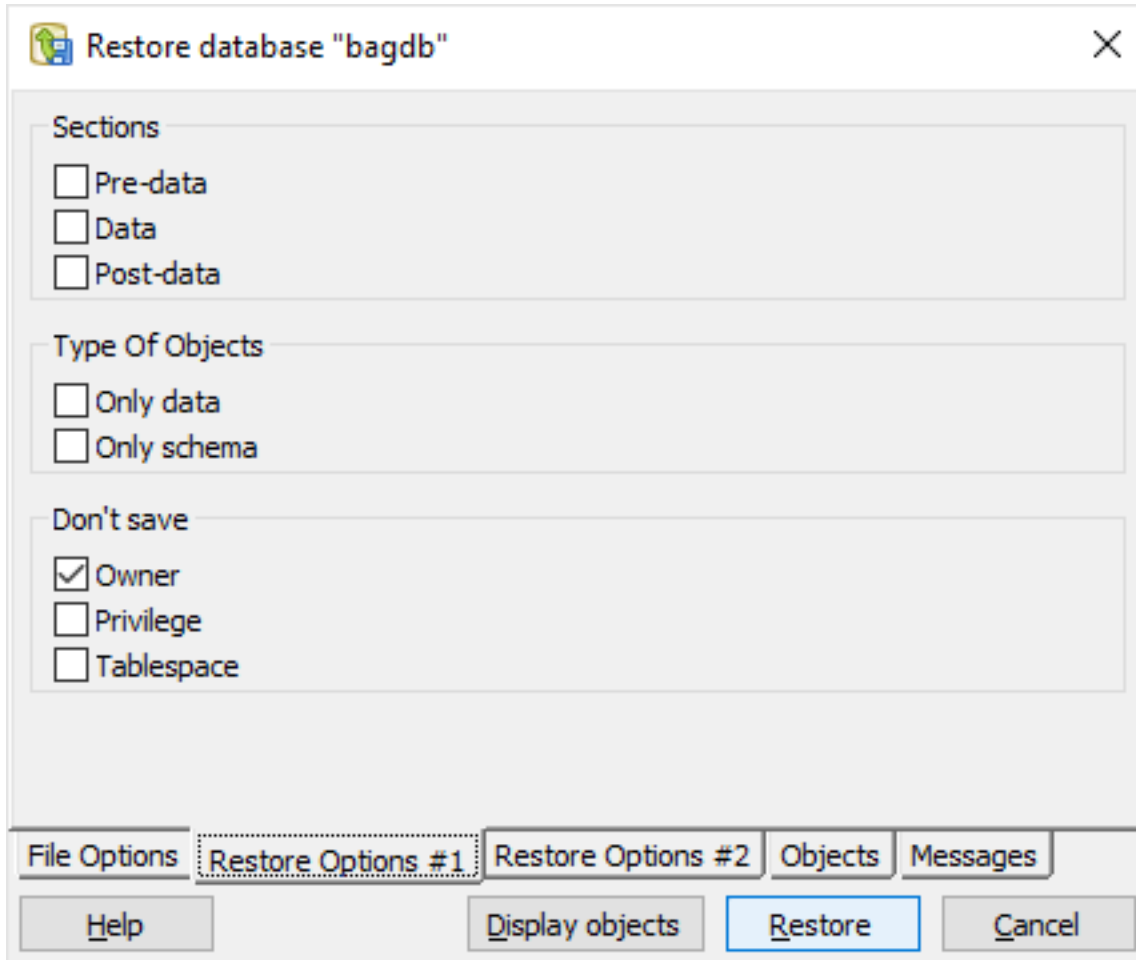 Restore database "bagdb"
Sections
Pre-data
Data
Post-data
Type Of Objects
Only data
Only schema
Don't save
Owner
Privilege
Tablespace
File Options Restore Options #1 Restore Options #2 Objects Messages
Help Display objects Restore Cancel